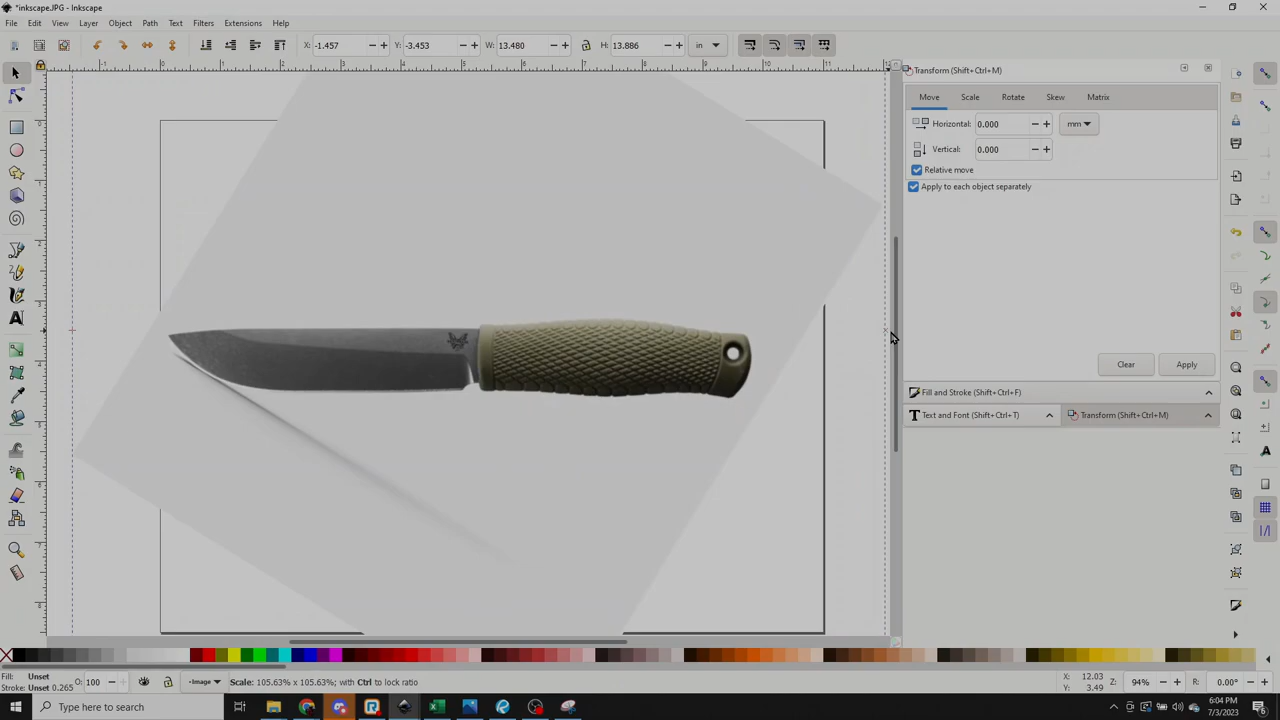 *inkscape.JPG - Inkscape
File Edit View Layer Object Path Text Filters Extensions Help
X: -1.457 Y: -3.453 W: 13.480 H: 13.886 in
Transform (Shift+Ctrl+M)
Move Scale Rotate Skew Matrix
Horizontal: 0.000 mm
Vertical: 0.000
Relative move
Apply to each object separately
Clear Apply
Fill and Stroke (Shift+Ctrl+F)
Text and Font (Shift+Ctrl+T) Transform (Shift+Ctrl+M)
Fill: Unset
Stroke: Unset 0.265
O: 100
-Image
Scale: 105.63% x 105.63%; with Ctrl to lock ratio
X: 12.03
Y: 3.49
Z: 94%
R: 0.00°
Type here to search
6:04 PM
7/3/2023